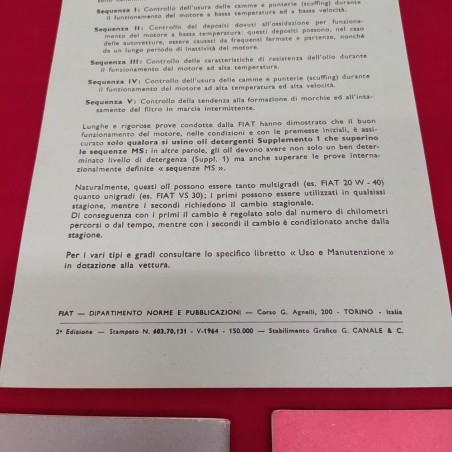 Sequenza I: Controllo dell'usura delle camme e punterie (scuffing) durante
il funzionamento del motore a bassa temperatura ed a bassa velocità.
Sequenza II: Controllo dei depositi dovuti all'ossidazione per funziona-
mento del motore a bassa temperatura: questi depositi possono, nel caso
delle autovetture, essere causati da frequenti fermate e partenze, nonchè
da un lungo periodo di inattività del motore.
Sequenza III: Controllo delle caratteristiche di resistenza dell'olio durante
il funzionamento del motore ad alta temperatura.
Sequenza IV: Controllo dell'usura delle camme e punterie (scuffing) durante
il funzionamento del motore ad alta temperatura ed alta velocità.
Sequenza V: Controllo della tendenza alla formazione di morchie ed all'inta-
samento del filtro in marcia intermittente.
Lunghe e rigorose prove condotte dalla FIAT hanno dimostrato che il buon
funzionamento del motore, nelle condizioni e con le premesse iniziali, è assi-
curato solo qualora si usino oli detergenti Supplemento 1 che superino
le sequenze MS: in altre parole, gli oli devono avere non solo un ben deter-
minato livello di detergenza (Suppl. 1) ma anche superare le prove interna-
zionalmente definite « sequenze MS ».
Naturalmente, questi oli possono essere tanto multigradi (es. FIAT 20 W - 40)
quanto unigradi (es. FIAT VS 30); i primi possono essere utilizzati in qualsiasi
stagione, mentre i secondi richiedono il cambio stagionale.
Di conseguenza con i primi il cambio è regolato solo dal numero di chilometri
percorsi o dal tempo, mentre con i secondi il cambio è condizionato anche dalla
stagione.
Per i vari tipi e gradi consultare lo specifico libretto « Uso e Manutenzione »
in dotazione alla vettura.
FIAT — DIPARTIMENTO NORME E PUBBLICAZIONI — Corso G. Agnelli, 200 - TORINO - Italia
2ª Edizione — Stampato N. 603.70.131 - V-1964 - 150.000 — Stabilimento Grafico G. CANALE & C.